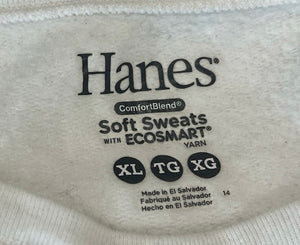 Hanes®
ComfortBlend®
Soft Sweats
WITH ECOSMART®
YARN
XL TG XG
Made in El Salvador
Fabriqué au Salvador 14
Hecho en El Salvador